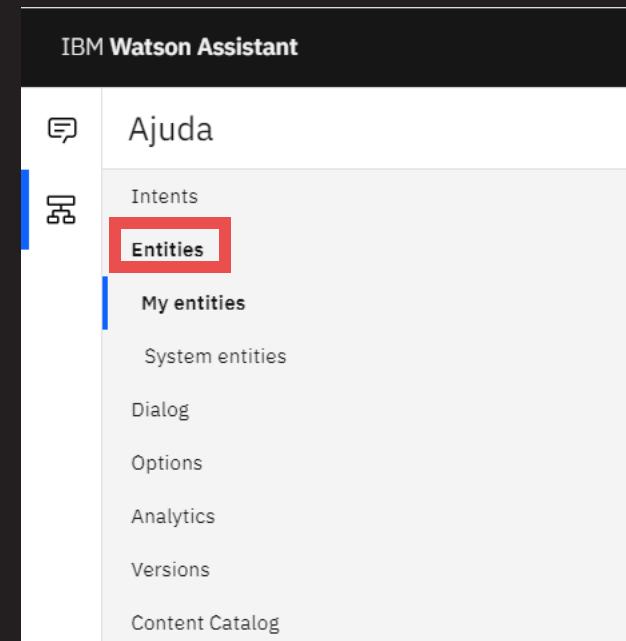 IBM Watson Assistant
Ajuda
Intents
Entities
My entities
System entities
Dialog
Options
Analytics
Versions
Content Catalog